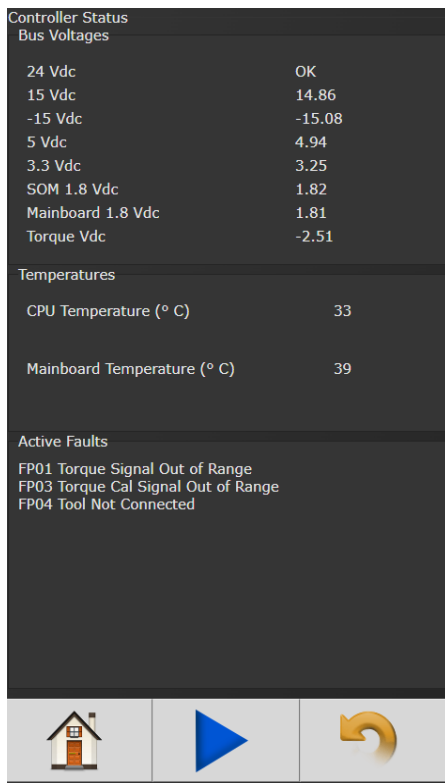 Controller Status
Bus Voltages
24 Vdc OK
15 Vdc 14.86
-15 Vdc -15.08
5 Vdc 4.94
3.3 Vdc 3.25
SOM 1.8 Vdc 1.82
Mainboard 1.8 Vdc 1.81
Torque Vdc -2.51
Temperatures
CPU Temperature (° C) 33
Mainboard Temperature (° C) 39
Active Faults
FP01 Torque Signal Out of Range
FP03 Torque Cal Signal Out of Range
FP04 Tool Not Connected